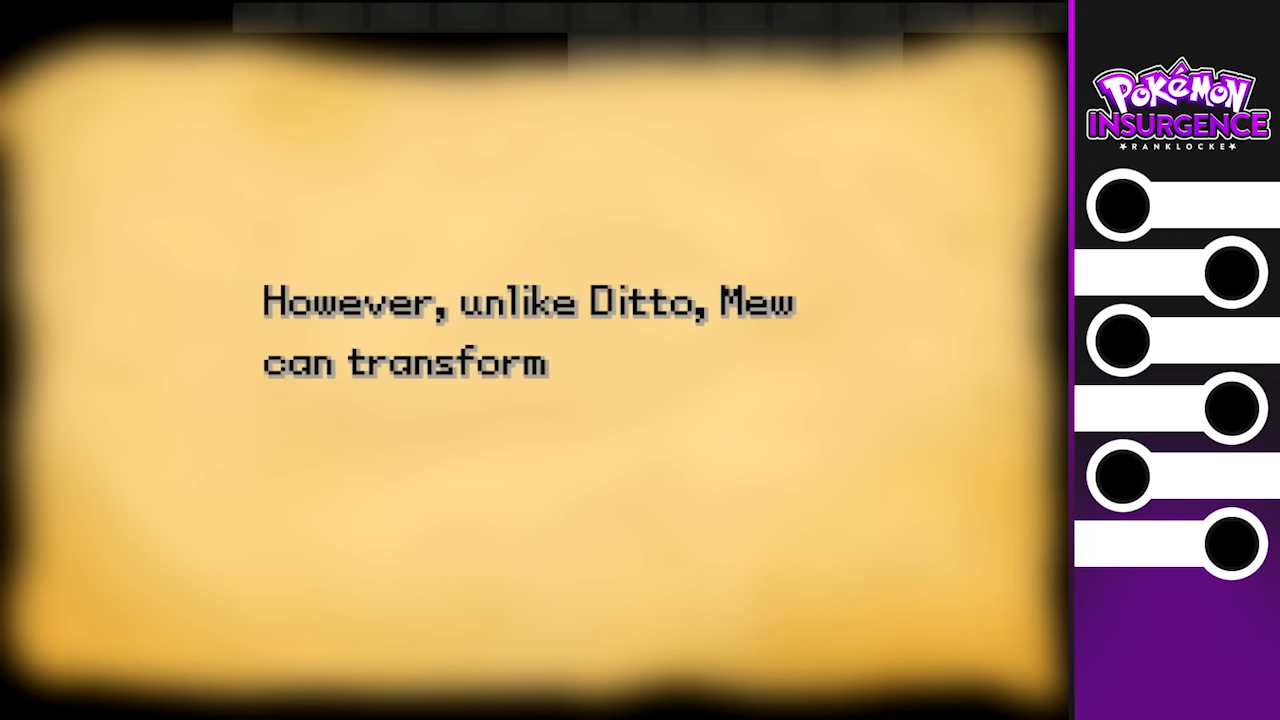 However, unlike Ditto, Mew
can transform
POKéMON
INSURGENCE
★RANKLOCKE★